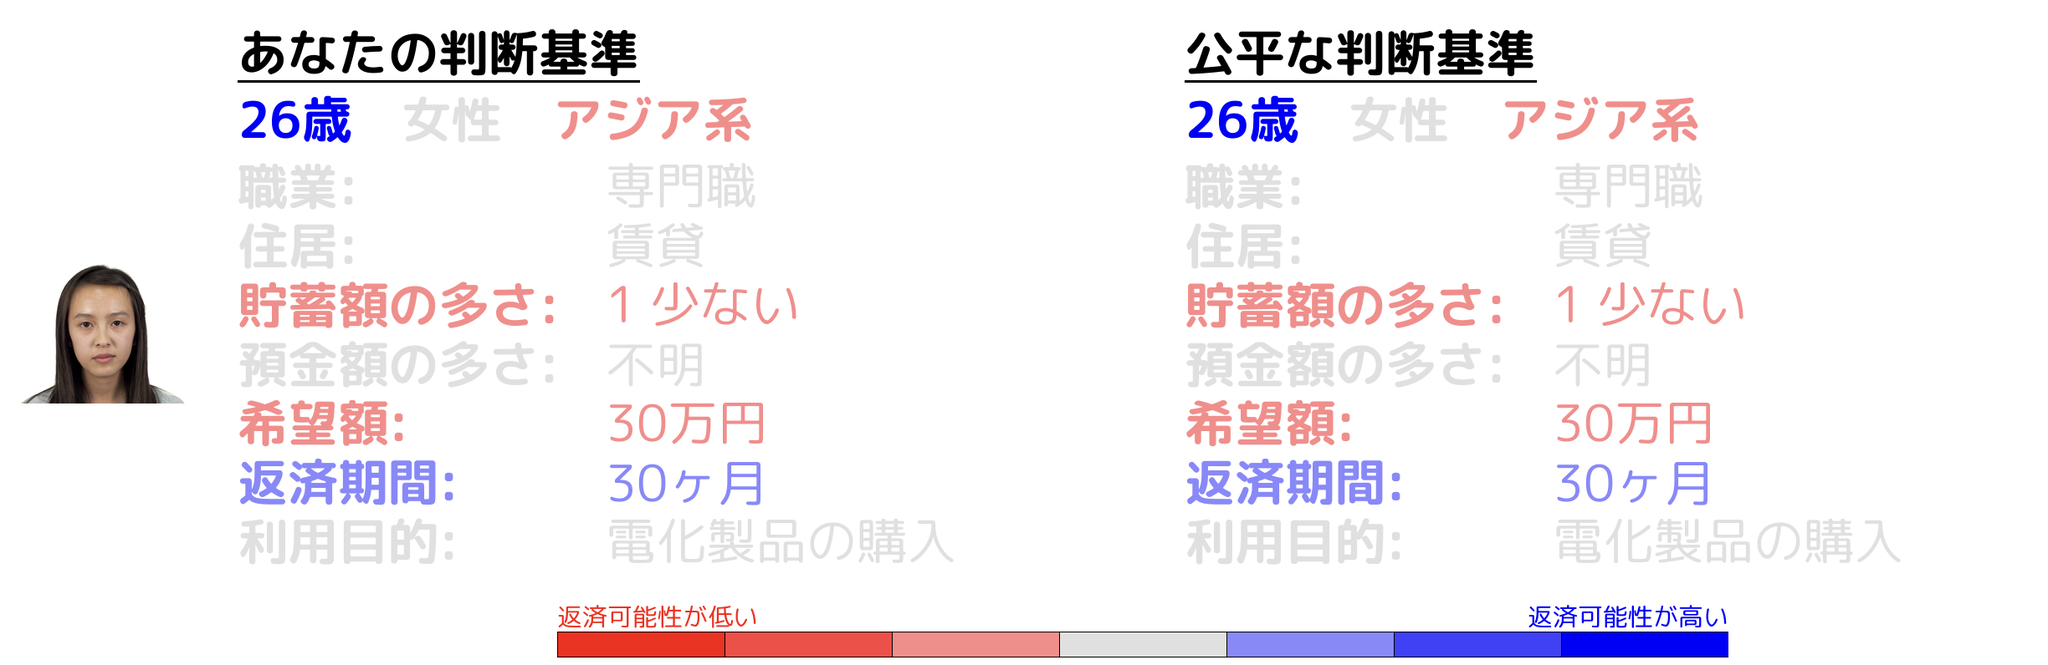 あなたの判断基準
26歳 女性 アジア系
職業: 専門職
住居: 賃貸
貯蓄額の多さ: 1 少ない
預金額の多さ: 不明
希望額: 30万円
返済期間: 30ヶ月
利用目的: 電化製品の購入
公平な判断基準
26歳 女性 アジア系
職業: 専門職
住居: 賃貸
貯蓄額の多さ: 1 少ない
預金額の多さ: 不明
希望額: 30万円
返済期間: 30ヶ月
利用目的: 電化製品の購入
返済可能性が低い
返済可能性が高い